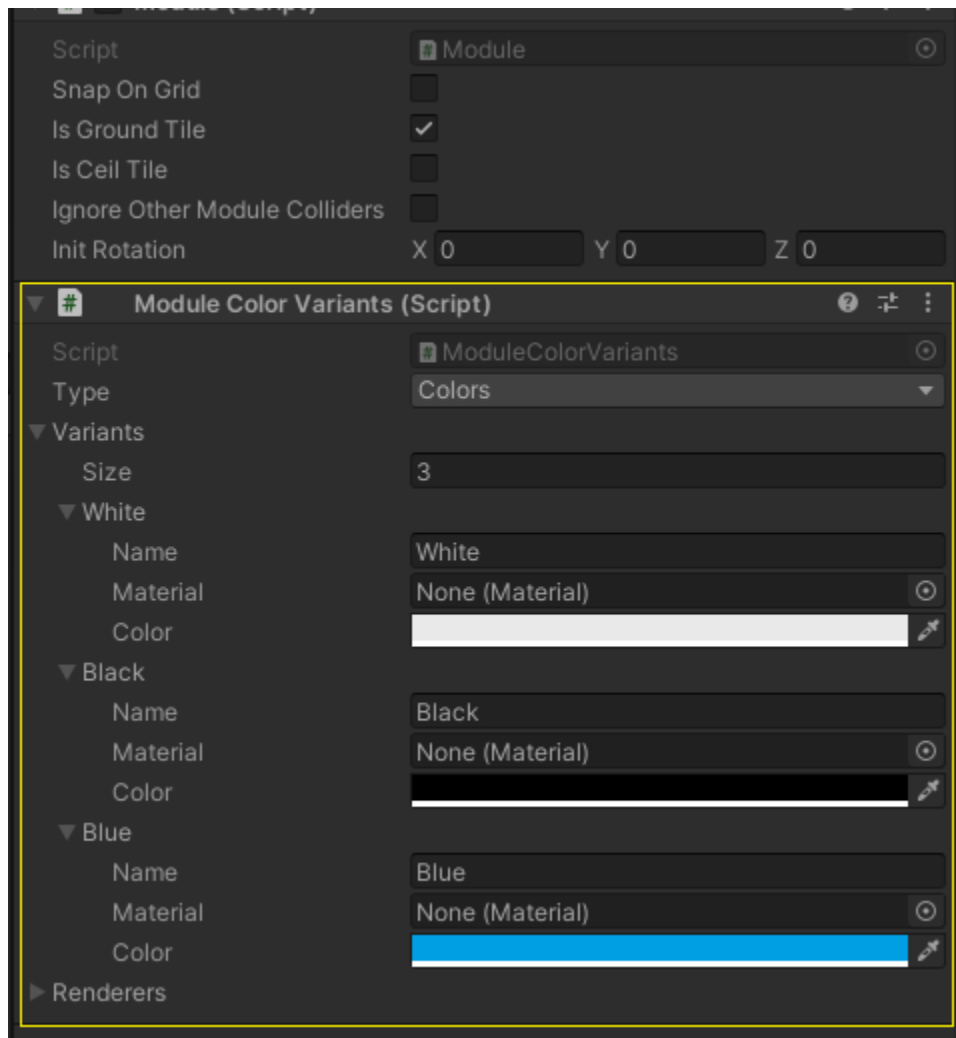 Module (Script)
Script # Module
Snap On Grid
Is Ground Tile
Is Ceil Tile
Ignore Other Module Colliders
Init Rotation X 0 Y 0 Z 0
# Module Color Variants (Script)
Script # ModuleColorVariants
Type Colors
Variants
Size 3
White
Name White
Material None (Material)
Color
Black
Name Black
Material None (Material)
Color
Blue
Name Blue
Material None (Material)
Color
Renderers